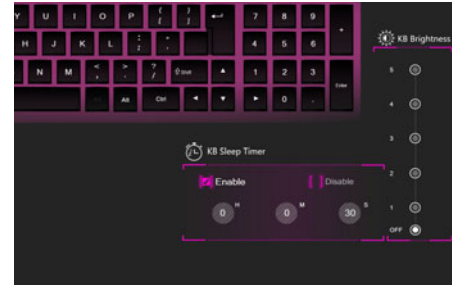 Y U I O P { [ } ] ← 7 8 9 +
H J K L : ; " ' 4 5 6
N M < , > . ? / ⇧Shift ▲ 1 2 3 Enter
Alt Ctrl ◄ ▼ ► 0 .
KB Brightness
5
4
3
2
1
OFF
KB Sleep Timer
Enable Disable
0 H 0 M 30 S